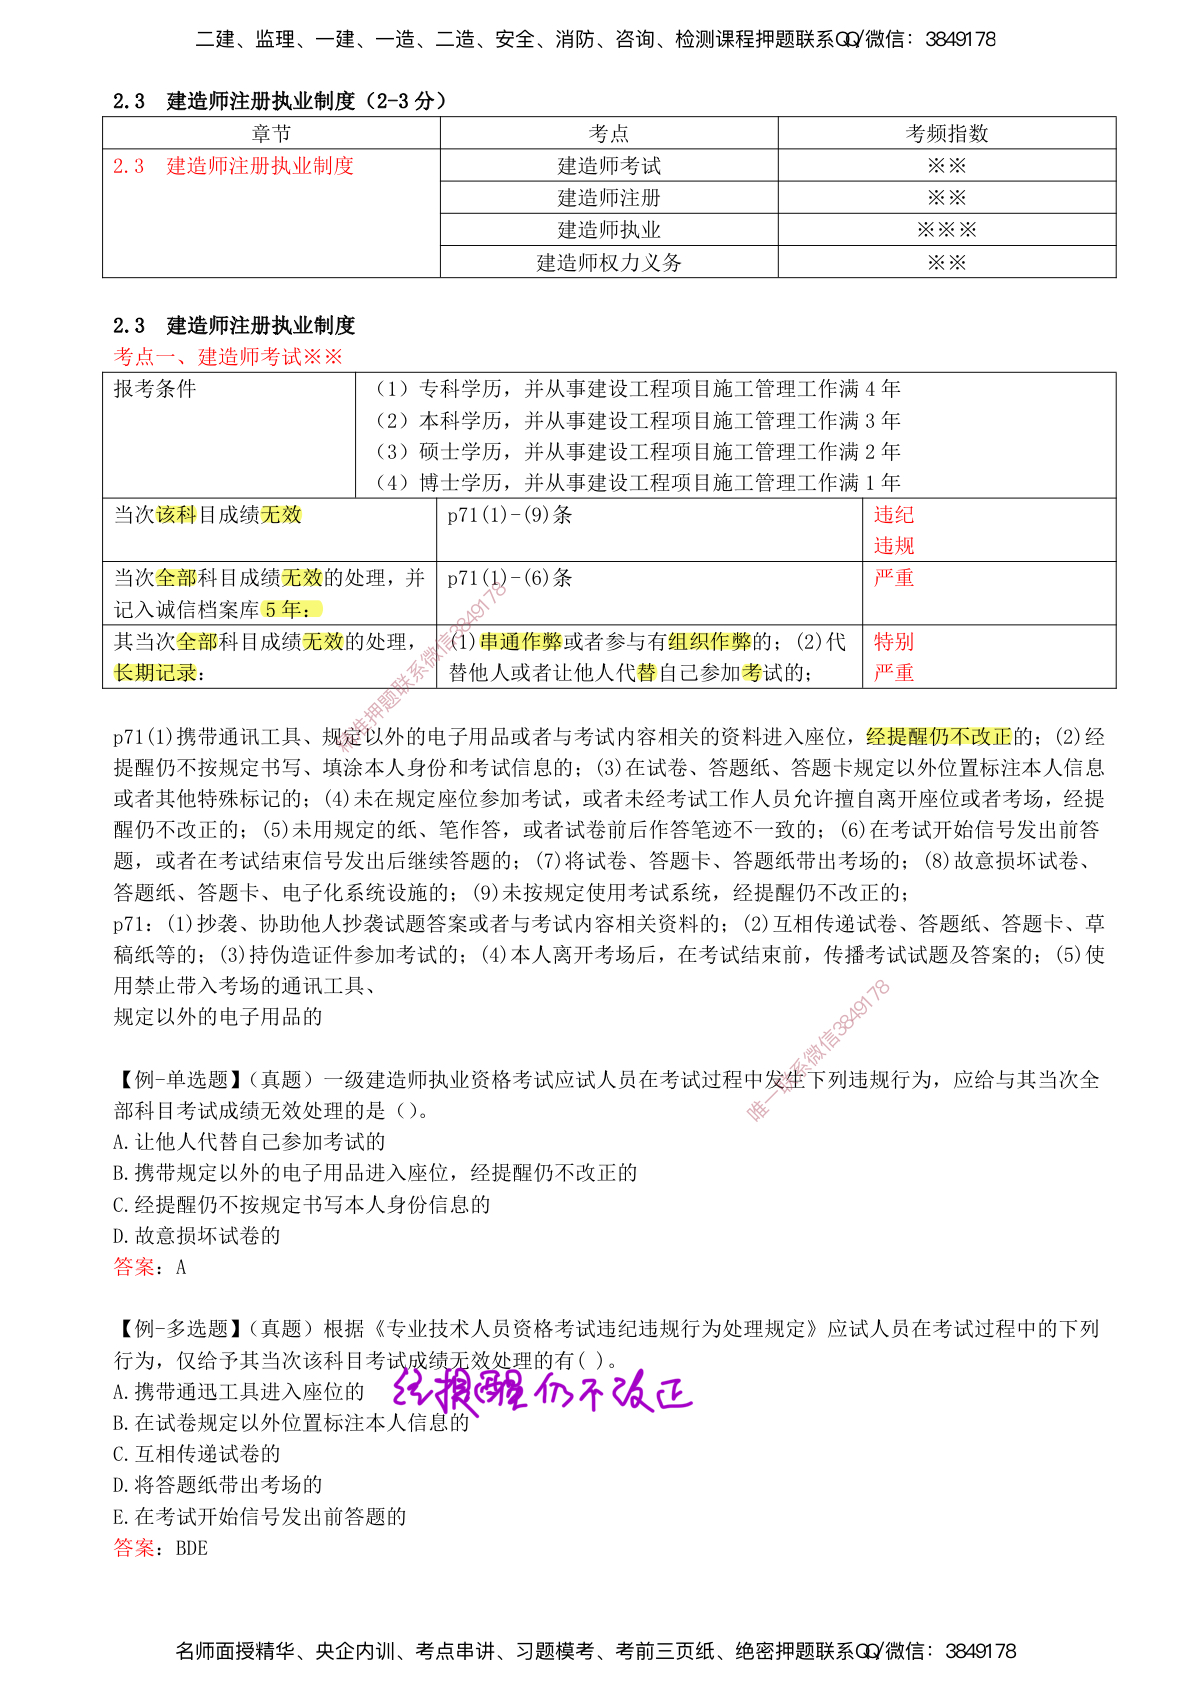 二建、监理、一建、一造、二造、安全、消防、咨询、检测课程押题联系QQ/微信：3849178
2.3 建造师注册执业制度（2-3 分）
章节 考点 考频指数
2.3 建造师注册执业制度 建造师考试 ※※
建造师注册 ※※
建造师执业 ※※※
建造师权力义务 ※※
2.3 建造师注册执业制度
考点一、建造师考试※※
报考条件 （1）专科学历，并从事建设工程项目施工管理工作满 4 年
（2）本科学历，并从事建设工程项目施工管理工作满 3 年
（3）硕士学历，并从事建设工程项目施工管理工作满 2 年
（4）博士学历，并从事建设工程项目施工管理工作满 1 年
当次该科目成绩无效 p71(1)-(9)条 违纪
违规
当次全部科目成绩无效的处理，并 p71(1)-(6)条 严重
记入诚信档案库 5 年：
其当次全部科目成绩无效的处理， (1)串通作弊或者参与有组织作弊的；(2)代 特别
长期记录： 替他人或者让他人代替自己参加考试的； 严重
精准押题联系微信3849178
p71(1)携带通讯工具、规定以外的电子用品或者与考试内容相关的资料进入座位，经提醒仍不改正的；(2)经
提醒仍不按规定书写、填涂本人身份和考试信息的；(3)在试卷、答题纸、答题卡规定以外位置标注本人信息
或者其他特殊标记的；(4)未在规定座位参加考试，或者未经考试工作人员允许擅自离开座位或者考场，经提
醒仍不改正的；(5)未用规定的纸、笔作答，或者试卷前后作答笔迹不一致的；(6)在考试开始信号发出前答
题，或者在考试结束信号发出后继续答题的；(7)将试卷、答题卡、答题纸带出考场的；(8)故意损坏试卷、
答题纸、答题卡、电子化系统设施的；(9)未按规定使用考试系统，经提醒仍不改正的；
p71：(1)抄袭、协助他人抄袭试题答案或者与考试内容相关资料的；(2)互相传递试卷、答题纸、答题卡、草
稿纸等的；(3)持伪造证件参加考试的；(4)本人离开考场后，在考试结束前，传播考试试题及答案的；(5)使
用禁止带入考场的通讯工具、
规定以外的电子用品的
唯一联系微信3849178
【例-单选题】（真题）一级建造师执业资格考试应试人员在考试过程中发生下列违规行为，应给与其当次全
部科目考试成绩无效处理的是（）。
A.让他人代替自己参加考试的
B.携带规定以外的电子用品进入座位，经提醒仍不改正的
C.经提醒仍不按规定书写本人身份信息的
D.故意损坏试卷的
答案：A
【例-多选题】（真题）根据《专业技术人员资格考试违纪违规行为处理规定》应试人员在考试过程中的下列
行为，仅给予其当次该科目考试成绩无效处理的有( )。
A.携带通迅工具进入座位的 经提醒仍不改正
B.在试卷规定以外位置标注本人信息的
C.互相传递试卷的
D.将答题纸带出考场的
E.在考试开始信号发出前答题的
答案：BDE
名师面授精华、央企内训、考点串讲、习题模考、考前三页纸、绝密押题联系QQ/微信：3849178